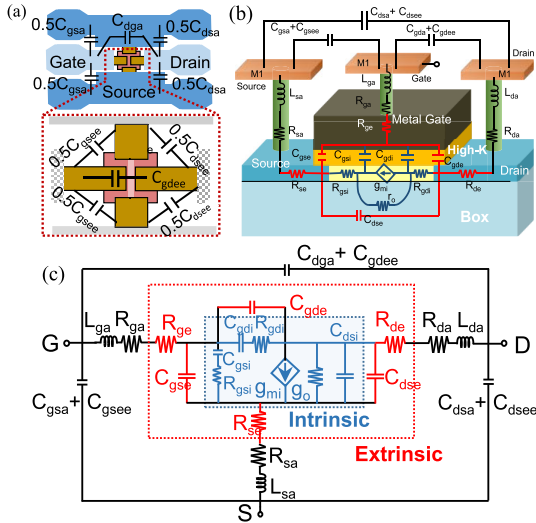 (a)
C_dga
0.5C_gsa
0.5C_dsa
Gate
Drain
0.5C_gsa
0.5C_dsa
Source
0.5C_gsee
0.5C_dsee
C_gdee
0.5C_gsee
0.5C_dsee
(b)
C_dsa + C_dsee
C_gsa+C_gsee
C_gda+C_gdee
Drain
M1
M1
M1
Source
Gate
L_sa
L_ga
L_da
R_ga
R_sa
R_ge
Metal Gate
R_da
Source
C_gse
C_gsi
C_gdi
High-K
C_gde
Drain
R_se
R_gsi
g_mi
R_gdi
R_de
r_o
C_dse
Box
(c)
C_dga + C_gdee
L_ga
R_ga
R_ge
C_gde
C_gdi
R_gdi
C_dsi
R_de
R_da
L_da
G
D
C_gse
C_gsi
R_gsi
g_mi
g_o
C_dse
C_gsa + C_gsee
C_dsa + C_dsee
Intrinsic
R_se
Extrinsic
R_sa
L_sa
S